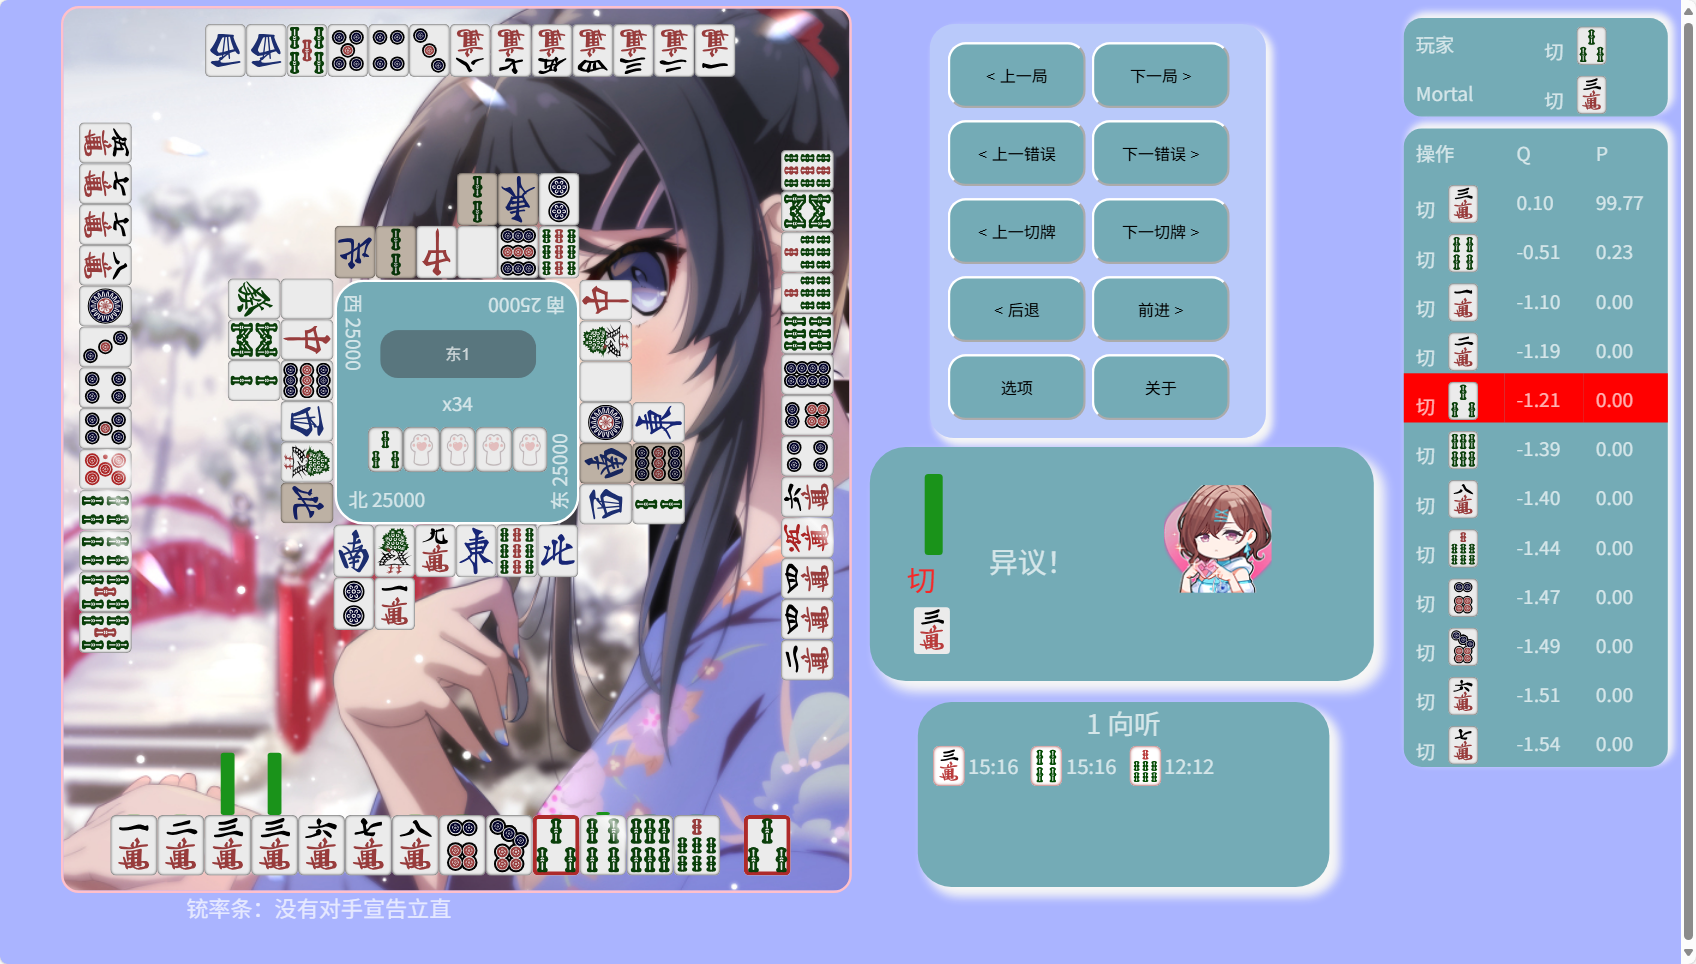 西 25000
南 25000
东1
x34
北 25000
东 25000
铳率条：没有对手宣告立直
< 上一局
下一局 >
< 上一错误
下一错误 >
< 上一切牌
下一切牌 >
< 后退
前进 >
选项
关于
切
异议！
1 向听
15:16 15:16 12:12
玩家 切
Mortal 切
操作 Q P
切 0.10 99.77
切 -0.51 0.23
切 -1.10 0.00
切 -1.19 0.00
切 -1.21 0.00
切 -1.39 0.00
切 -1.40 0.00
切 -1.44 0.00
切 -1.47 0.00
切 -1.49 0.00
切 -1.51 0.00
切 -1.54 0.00